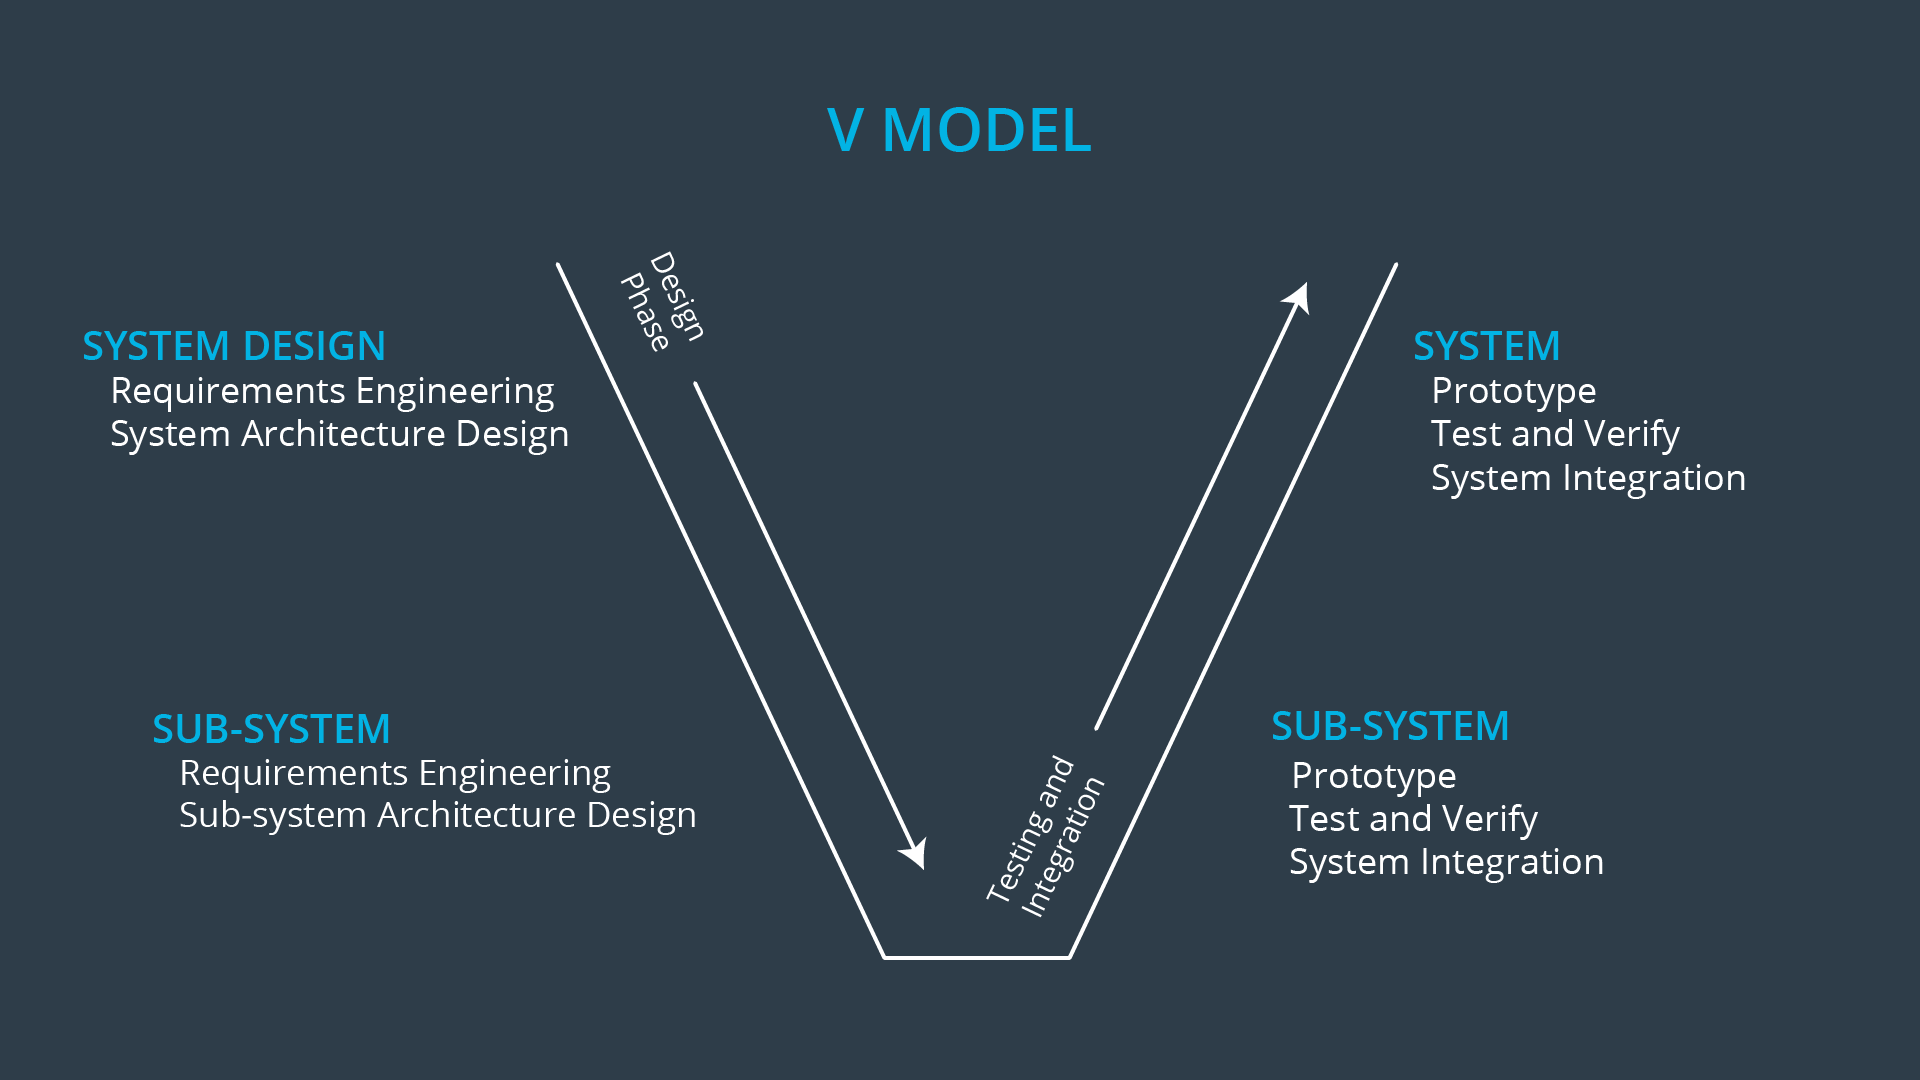 V MODEL
Design
Phase
SYSTEM DESIGN
Requirements Engineering
System Architecture Design
SYSTEM
Prototype
Test and Verify
System Integration
SUB-SYSTEM
Requirements Engineering
Sub-system Architecture Design
Testing and
Integration
SUB-SYSTEM
Prototype
Test and Verify
System Integration